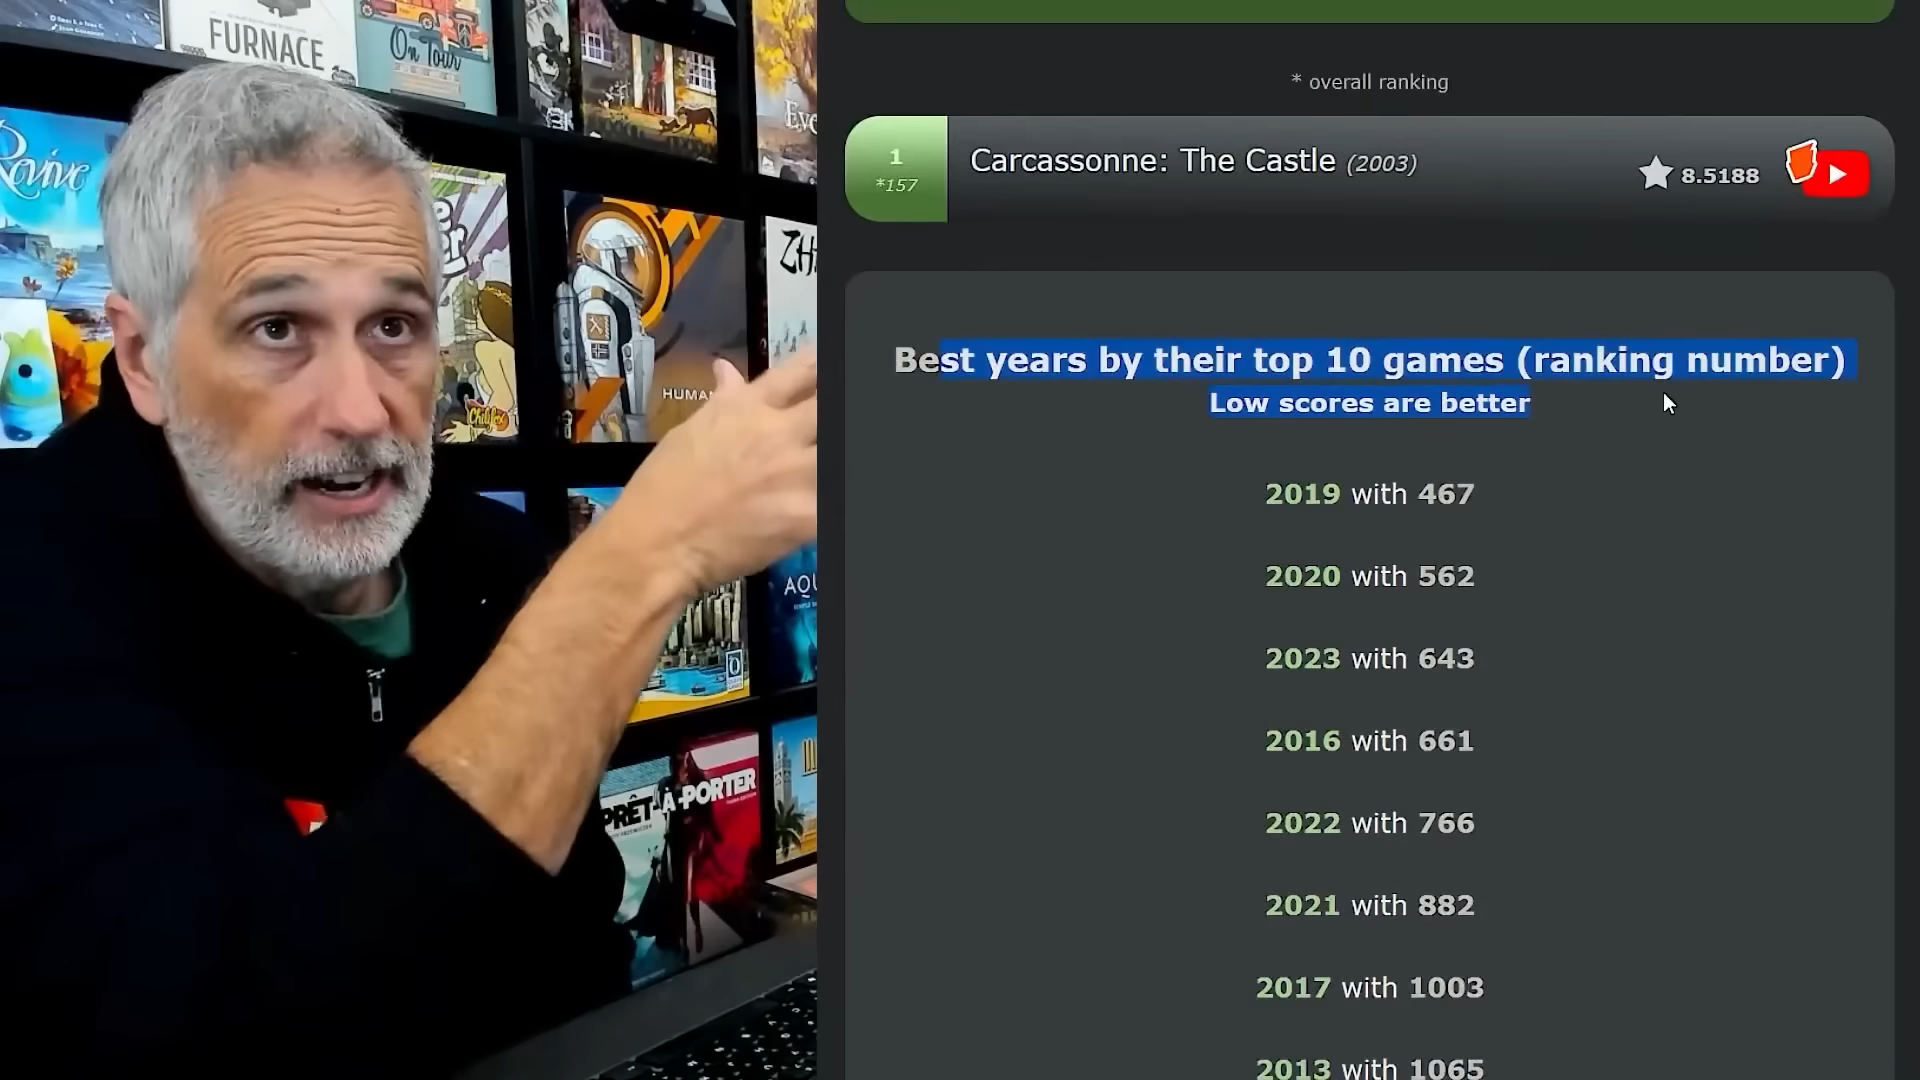 FURNACE
On Tour
Revive
HUMAN
Chilifox
PRÊT-À-PORTER
* overall ranking
1
*157
Carcassonne: The Castle (2003)
8.5188
Best years by their top 10 games (ranking number)
Low scores are better
2019 with 467
2020 with 562
2023 with 643
2016 with 661
2022 with 766
2021 with 882
2017 with 1003
2013 with 1065